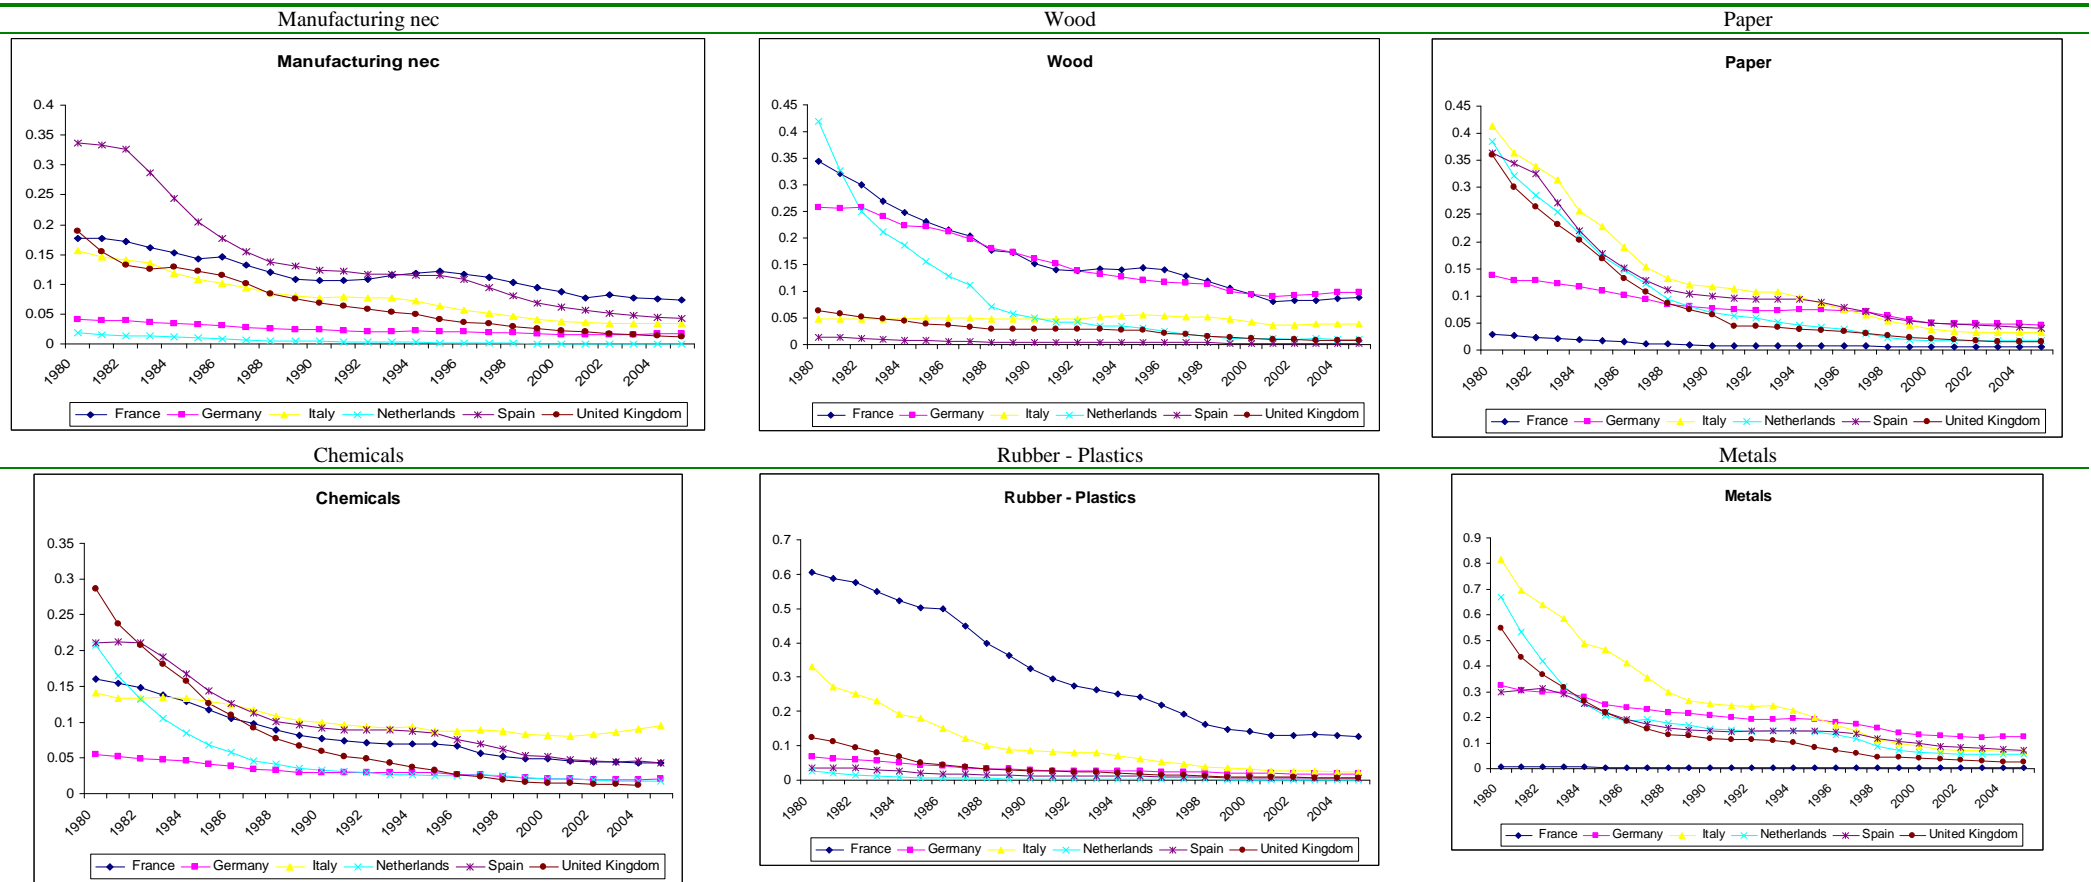 Manufacturing nec Wood Paper
Manufacturing nec
0.4
0.35
0.3
0.25
0.2
0.15
0.1
0.05
0
1980 1982 1984 1986 1988 1990 1992 1994 1996 1998 2000 2002 2004
France Germany Italy Netherlands Spain United Kingdom
Wood
0.45
0.4
0.35
0.3
0.25
0.2
0.15
0.1
0.05
0
1980 1982 1984 1986 1988 1990 1992 1994 1996 1998 2000 2002 2004
France Germany Italy Netherlands Spain United Kingdom
Paper
0.45
0.4
0.35
0.3
0.25
0.2
0.15
0.1
0.05
0
1980 1982 1984 1986 1988 1990 1992 1994 1996 1998 2000 2002 2004
France Germany Italy Netherlands Spain United Kingdom
Chemicals Rubber - Plastics Metals
Chemicals
0.35
0.3
0.25
0.2
0.15
0.1
0.05
0
1980 1982 1984 1986 1988 1990 1992 1994 1996 1998 2000 2002 2004
France Germany Italy Netherlands Spain United Kingdom
Rubber - Plastics
0.7
0.6
0.5
0.4
0.3
0.2
0.1
0
1980 1982 1984 1986 1988 1990 1992 1994 1996 1998 2000 2002 2004
France Germany Italy Netherlands Spain United Kingdom
Metals
0.9
0.8
0.7
0.6
0.5
0.4
0.3
0.2
0.1
0
1980 1982 1984 1986 1988 1990 1992 1994 1996 1998 2000 2002 2004
France Germany Italy Netherlands Spain United Kingdom